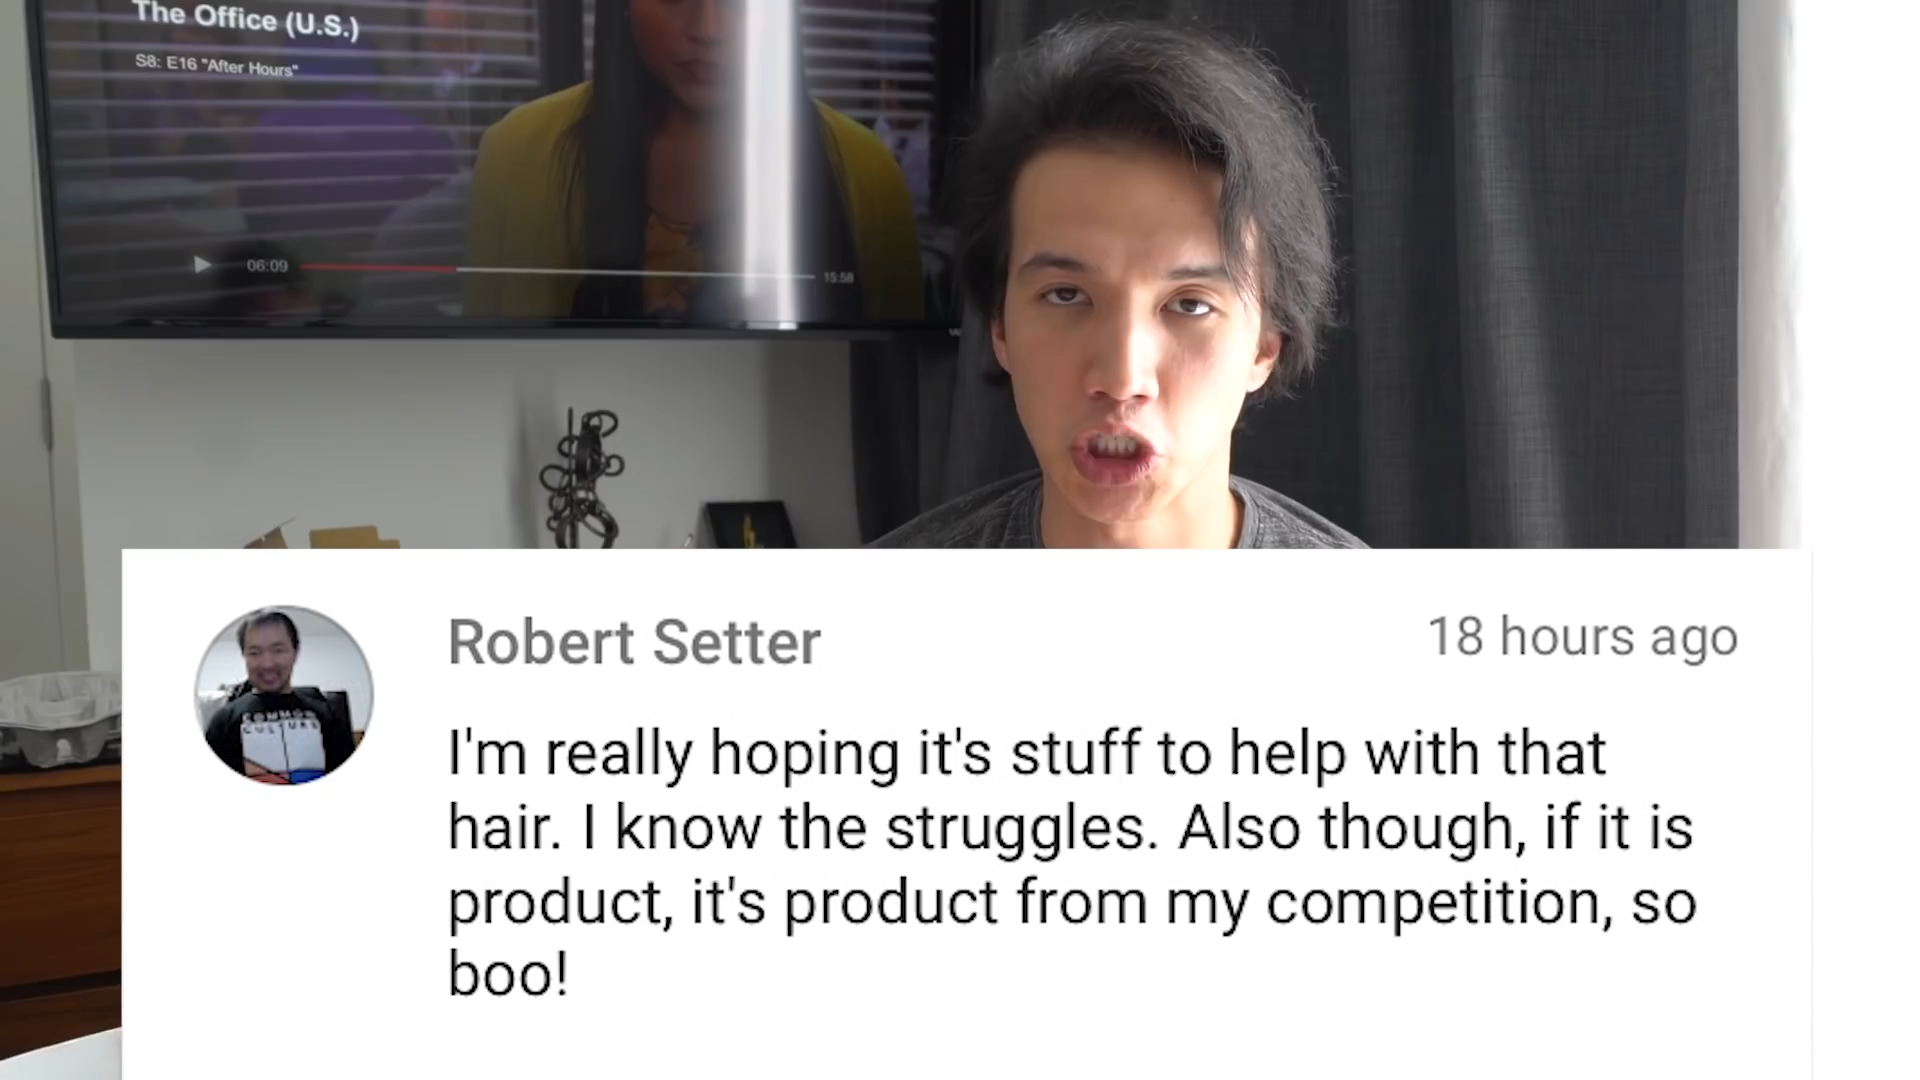 The Office (U.S.)
S8: E16 "After Hours"
06:09
15:58
Robert Setter
18 hours ago
COMMON
CULTURE
I'm really hoping it's stuff to help with that
hair. I know the struggles. Also though, if it is
product, it's product from my competition, so
boo!